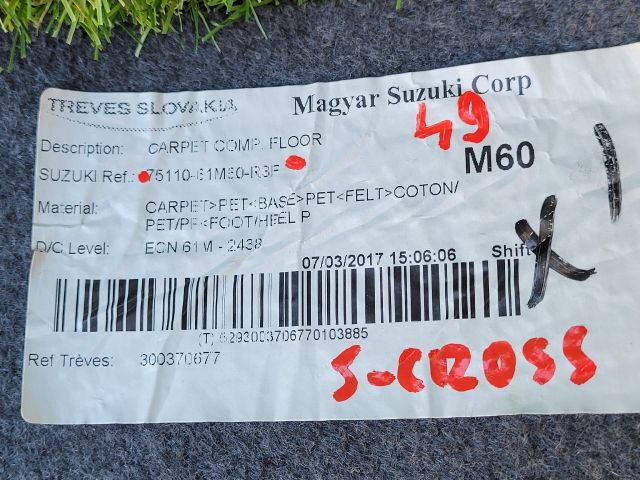 TREVES SLOVAKIA
Magyar Suzuki Corp
49
Description: CARPET COMP. FLOOR
M60
SUZUKI Ref.: 75110-61M60-R3F
Material: CARPET>PET<BASE>PET<FELT>COTON/
PET/PP<FOOT/HEEL P
D/C Level: ECN 61M - 2438
07/03/2017 15:06:06 Shift
X
(T) 6293003706770103885
Ref Trèves: 300370677
S-CROSS